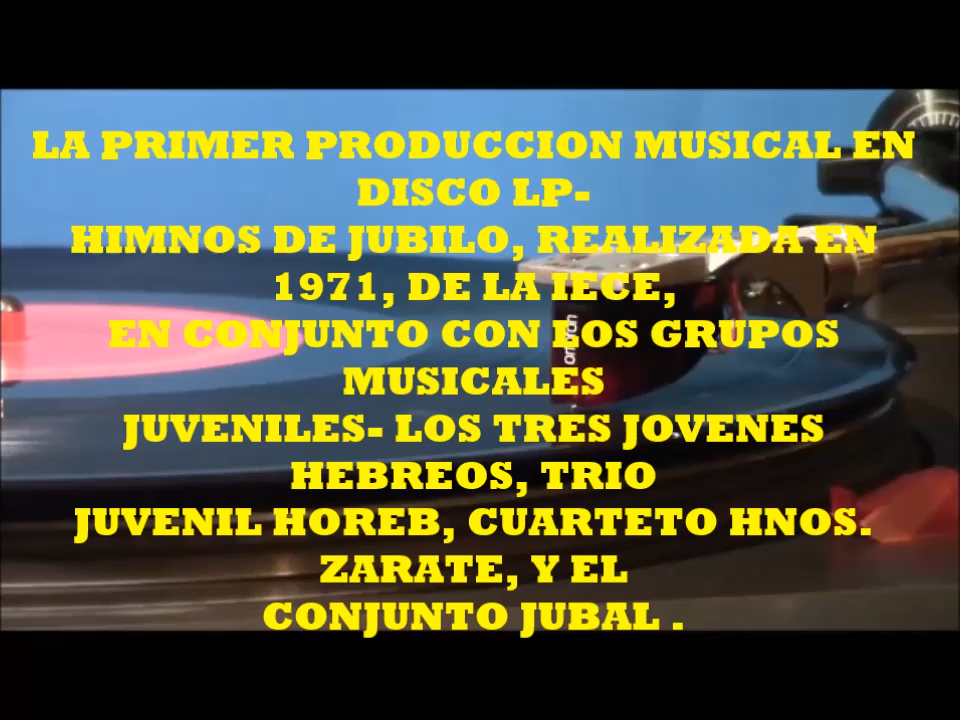 LA PRIMER PRODUCCION MUSICAL EN
DISCO LP-
HIMNOS DE JUBILO, REALIZADA EN
1971, DE LA IECE,
EN CONJUNTO CON LOS GRUPOS
MUSICALES
JUVENILES- LOS TRES JOVENES
HEBREOS, TRIO
JUVENIL HOREB, CUARTETO HNOS.
ZARATE, Y EL
CONJUNTO JUBAL .
ortofon